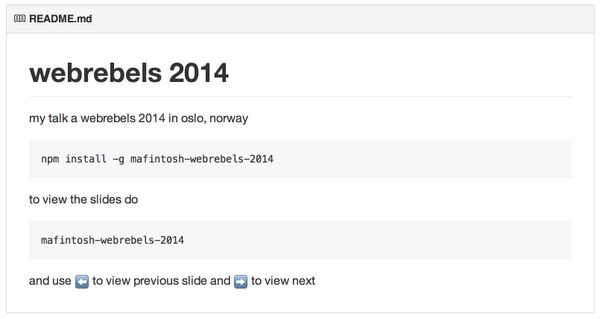 README.md
webrebels 2014
my talk a webrebels 2014 in oslo, norway
npm install -g mafintosh-webrebels-2014
to view the slides do
mafintosh-webrebels-2014
and use ⬅️ to view previous slide and ➡️ to view next